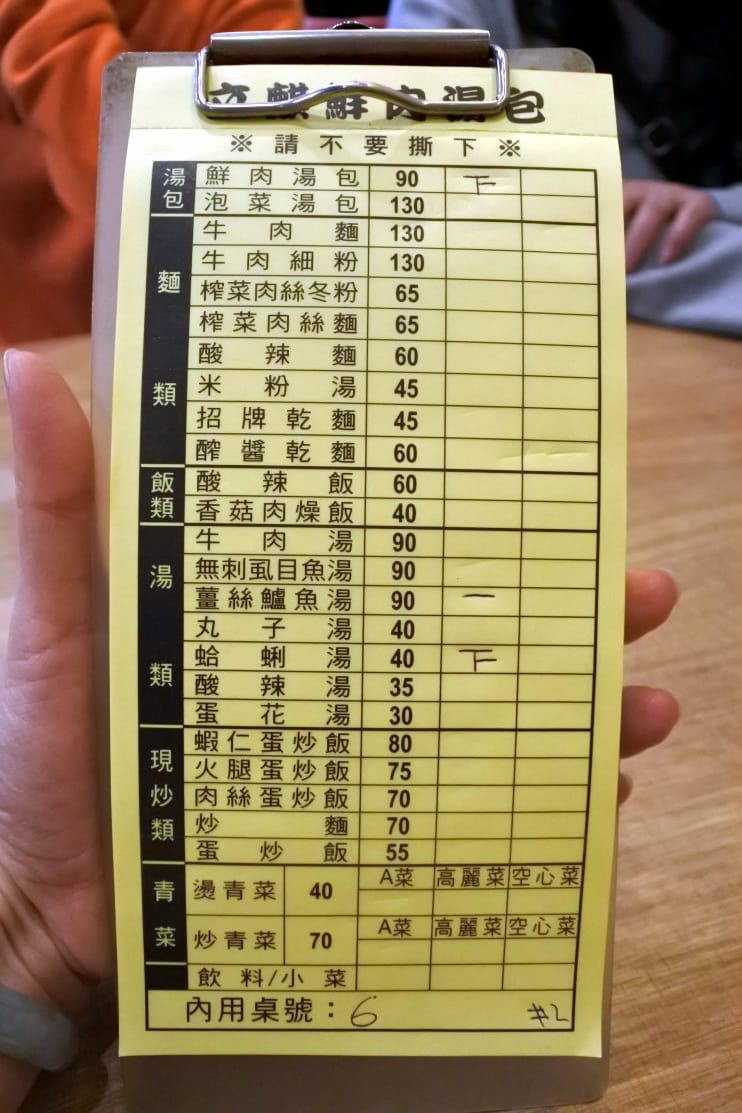 立麒鮮肉湯包
※請不要撕下※
湯包
鮮肉湯包 90 下
泡菜湯包 130
麵類
牛肉麵 130
牛肉細粉 130
榨菜肉絲冬粉 65
榨菜肉絲麵 65
酸辣麵 60
米粉湯 45
招牌乾麵 45
醡醬乾麵 60
飯類
酸辣飯 60
香菇肉燥飯 40
湯類
牛肉湯 90
無刺虱目魚湯 90
薑絲鱸魚湯 90 一
丸子湯 40
蛤蜊湯 40 下
酸辣湯 35
蛋花湯 30
現炒類
蝦仁蛋炒飯 80
火腿蛋炒飯 75
肉絲蛋炒飯 70
炒麵 70
蛋炒飯 55
青菜
燙青菜 40 A菜 高麗菜 空心菜
炒青菜 70 A菜 高麗菜 空心菜
飲料/小菜
內用桌號：6 #2